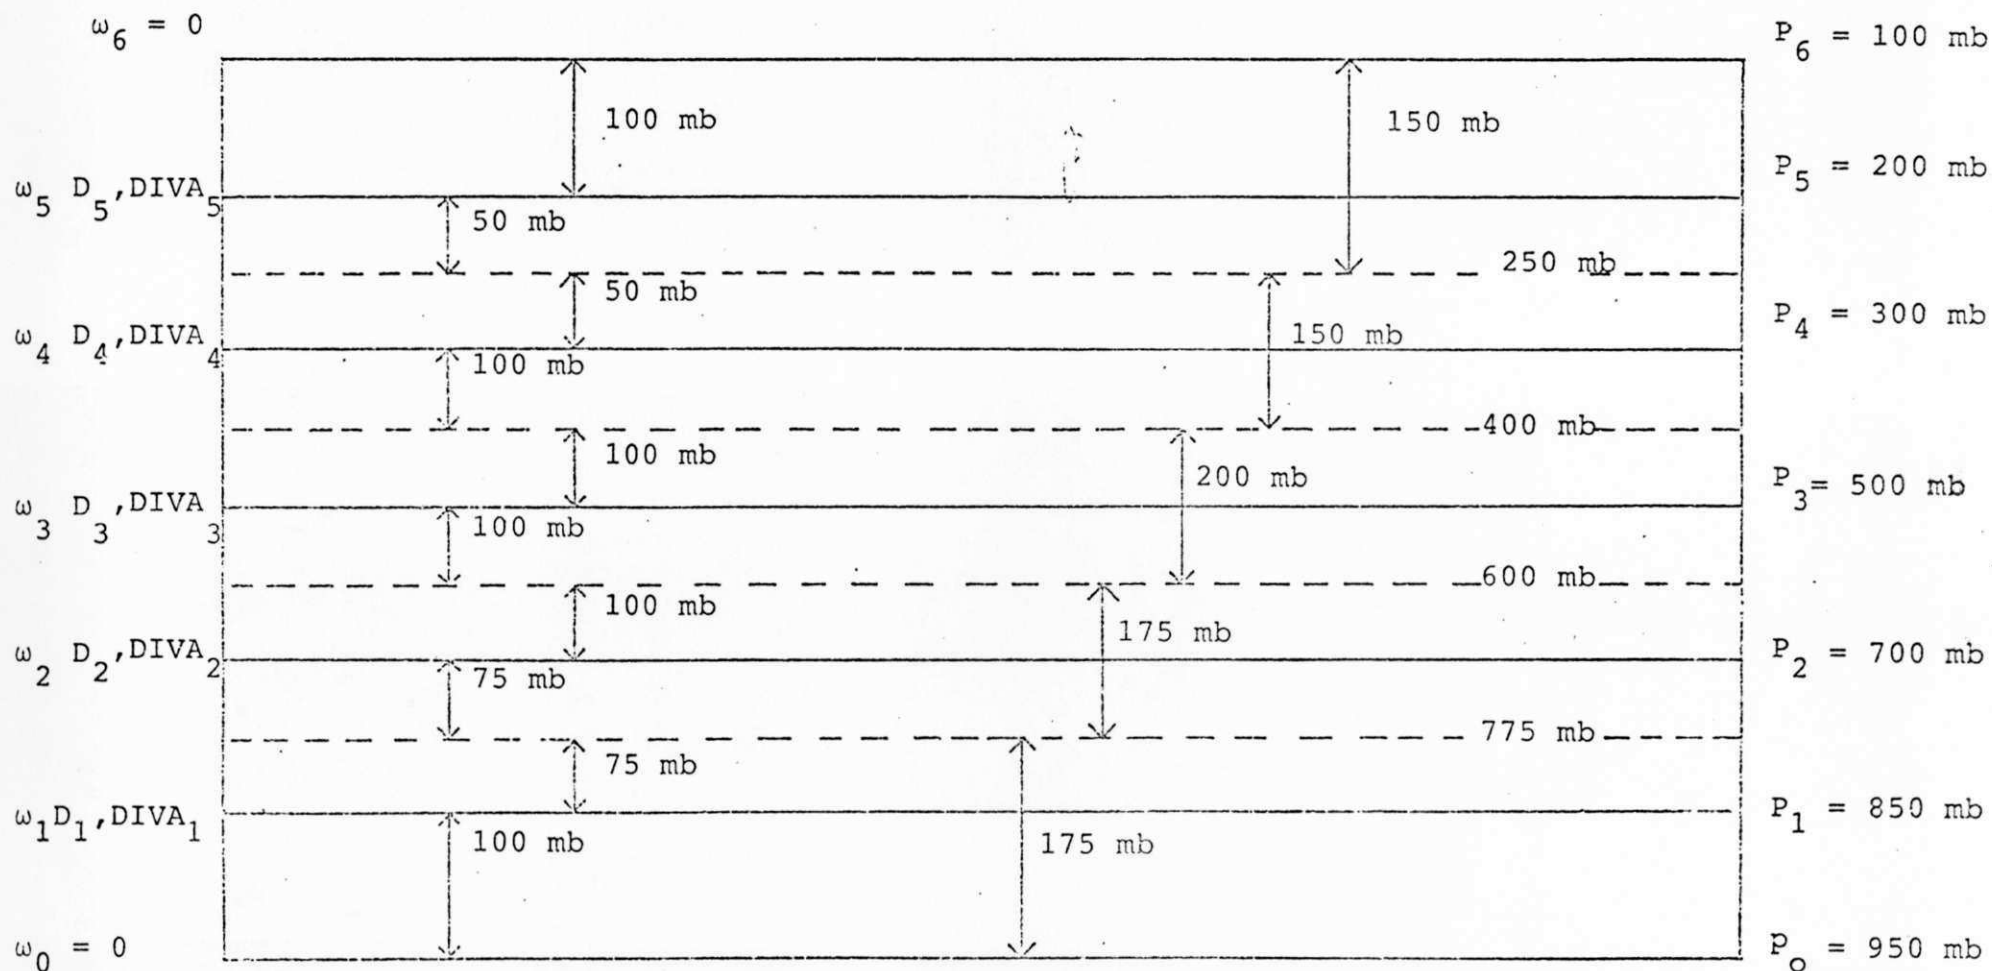 ω₆ = 0 P₆ = 100 mb
100 mb 150 mb
ω₅ D₅,DIVA₅ P₅ = 200 mb
50 mb
250 mb
50 mb
P₄ = 300 mb
ω₄ D₄,DIVA₄ 150 mb
100 mb
400 mb
100 mb
200 mb
ω₃ D₃,DIVA₃ P₃= 500 mb
100 mb
600 mb
100 mb
175 mb
ω₂ D₂,DIVA₂ P₂ = 700 mb
75 mb
775 mb
75 mb
ω₁D₁,DIVA₁ P₁ = 850 mb
100 mb 175 mb
ω₀ = 0 Pₒ = 950 mb